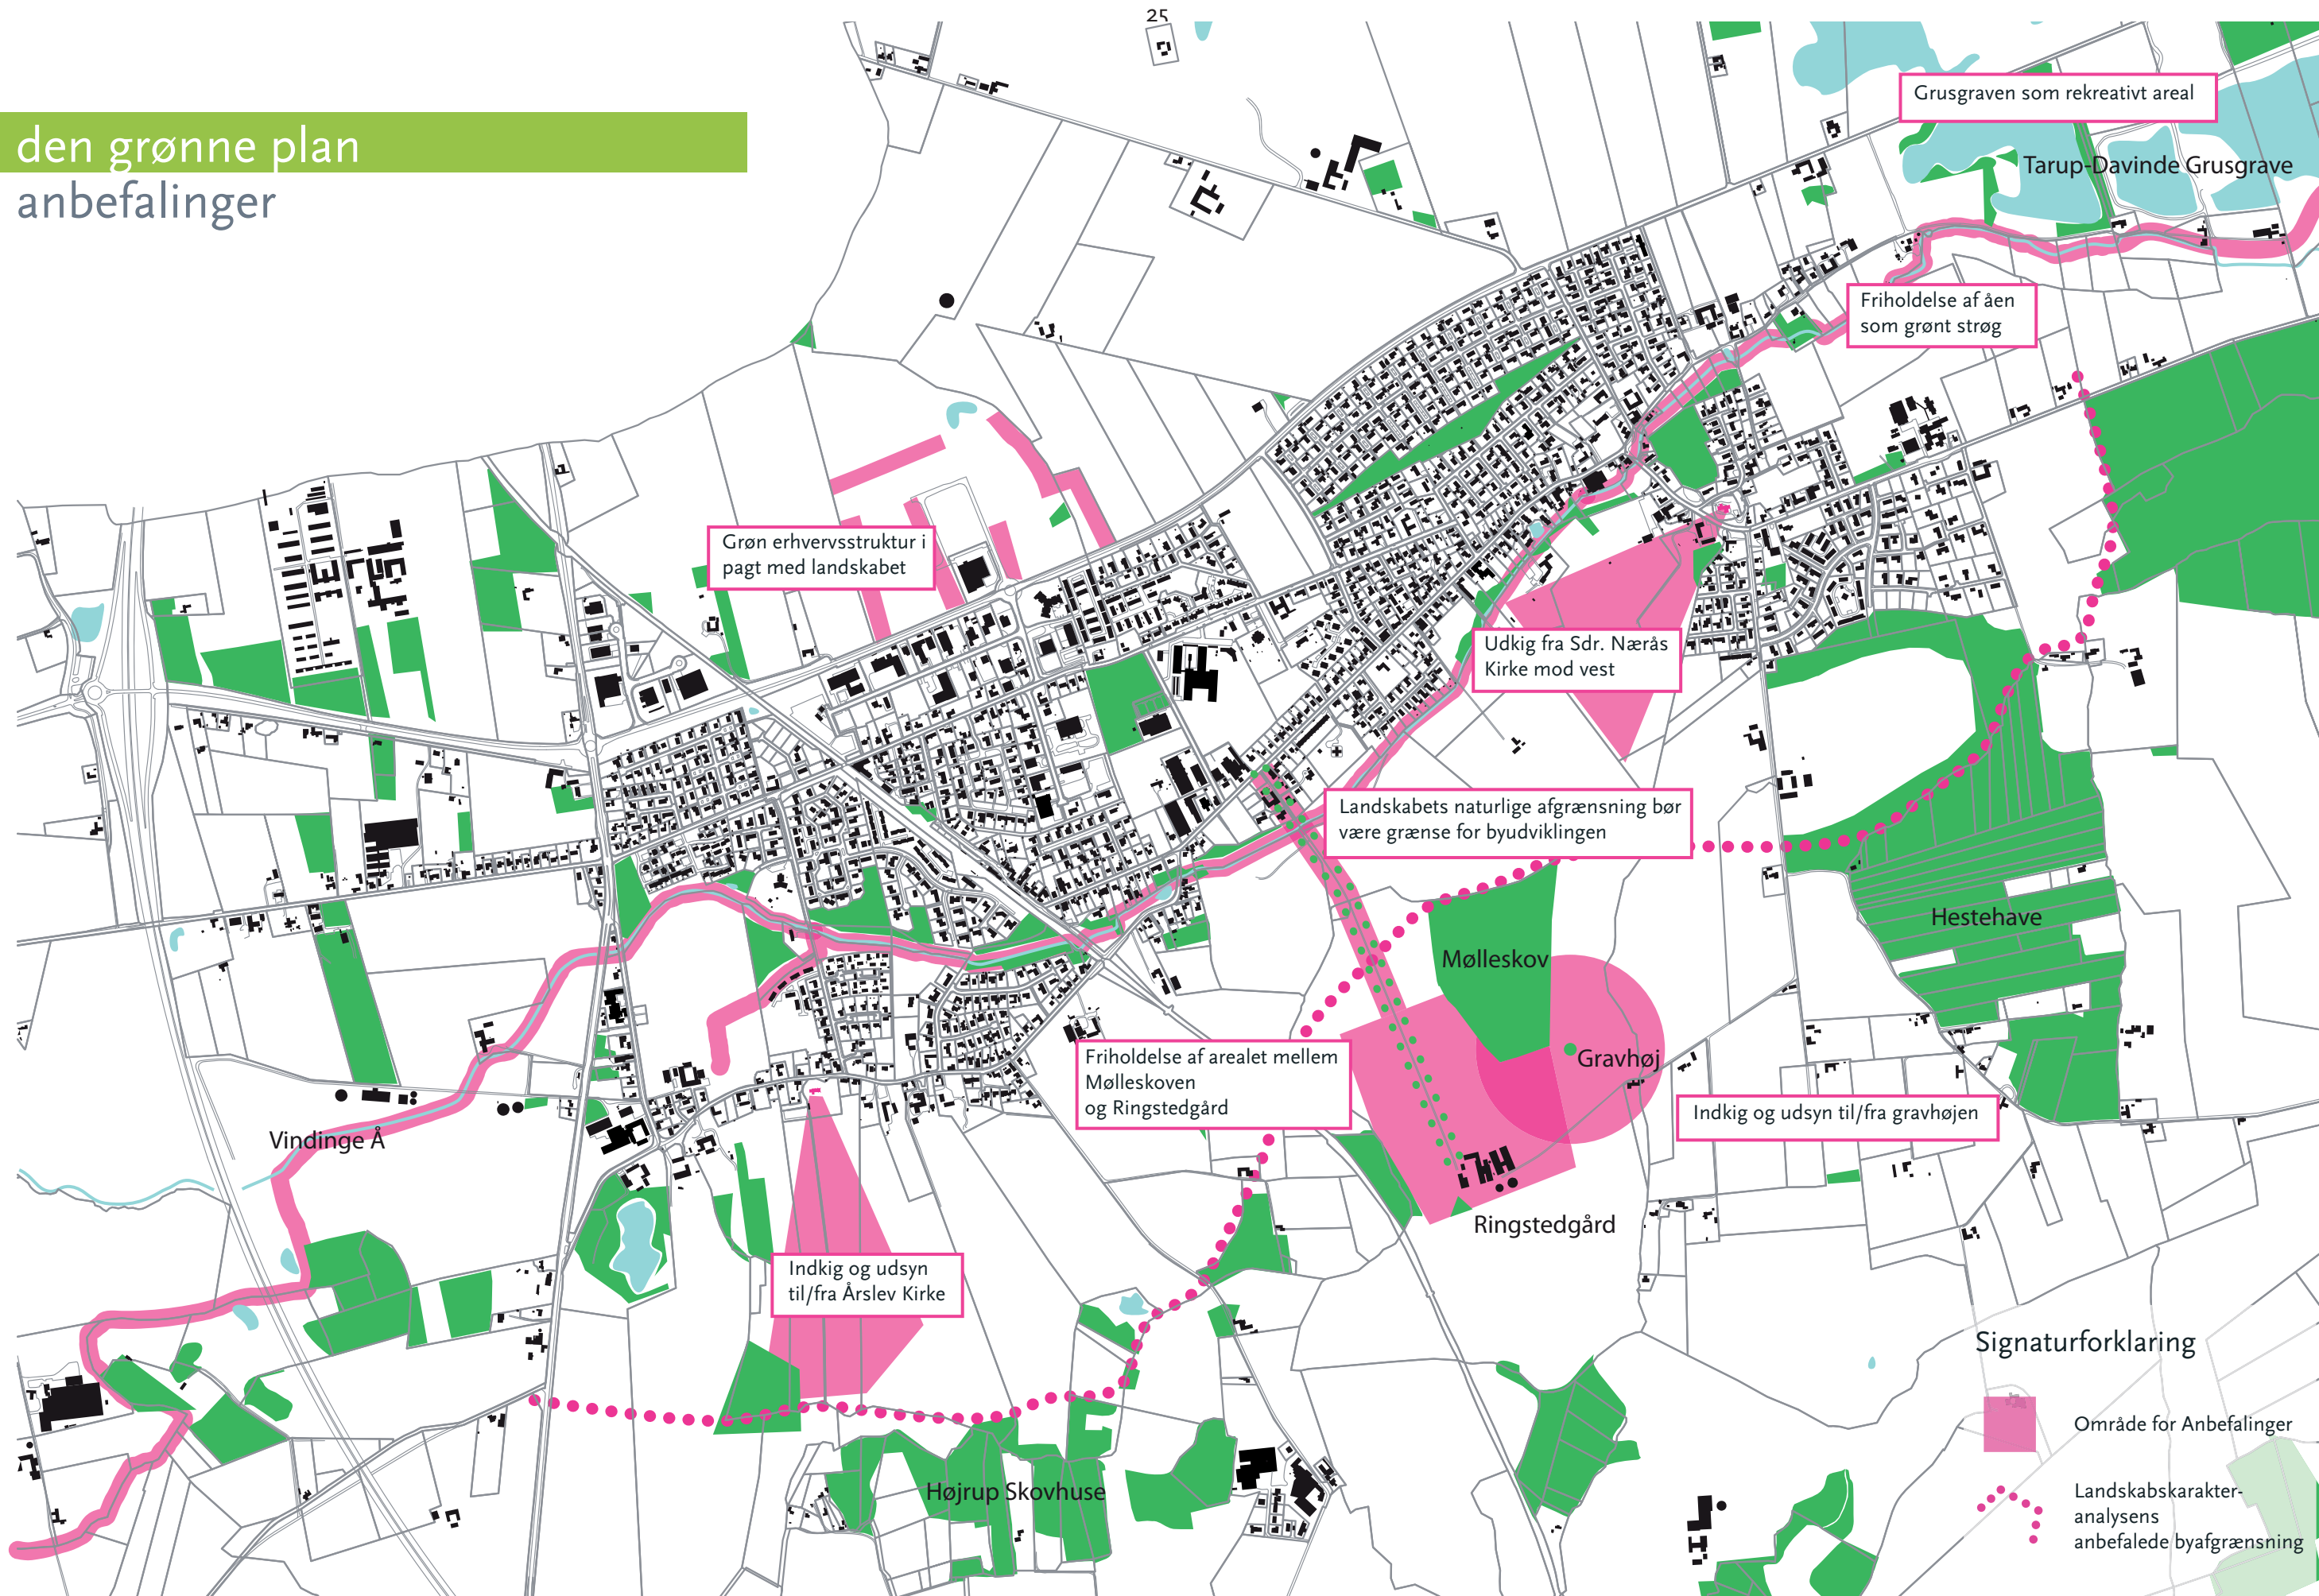 25
den grønne plan
anbefalinger
Grusgraven som rekreativt areal
Tarup-Davinde Grusgrave
Friholdelse af åen
som grønt strøg
Grøn erhvervsstruktur i
pagt med landskabet
Udkig fra Sdr. Nærås
Kirke mod vest
Landskabets naturlige afgrænsning bør
være grænse for byudviklingen
Hestehave
Mølleskov
Friholdelse af arealet mellem
Mølleskoven
og Ringstedgård
Gravhøj
Indkig og udsyn til/fra gravhøjen
Vindinge Å
Ringstedgård
Indkig og udsyn
til/fra Årslev Kirke
Højrup Skovhuse
Signaturforklaring
Område for Anbefalinger
Landskabskarakter-
analysens
anbefalede byafgrænsning